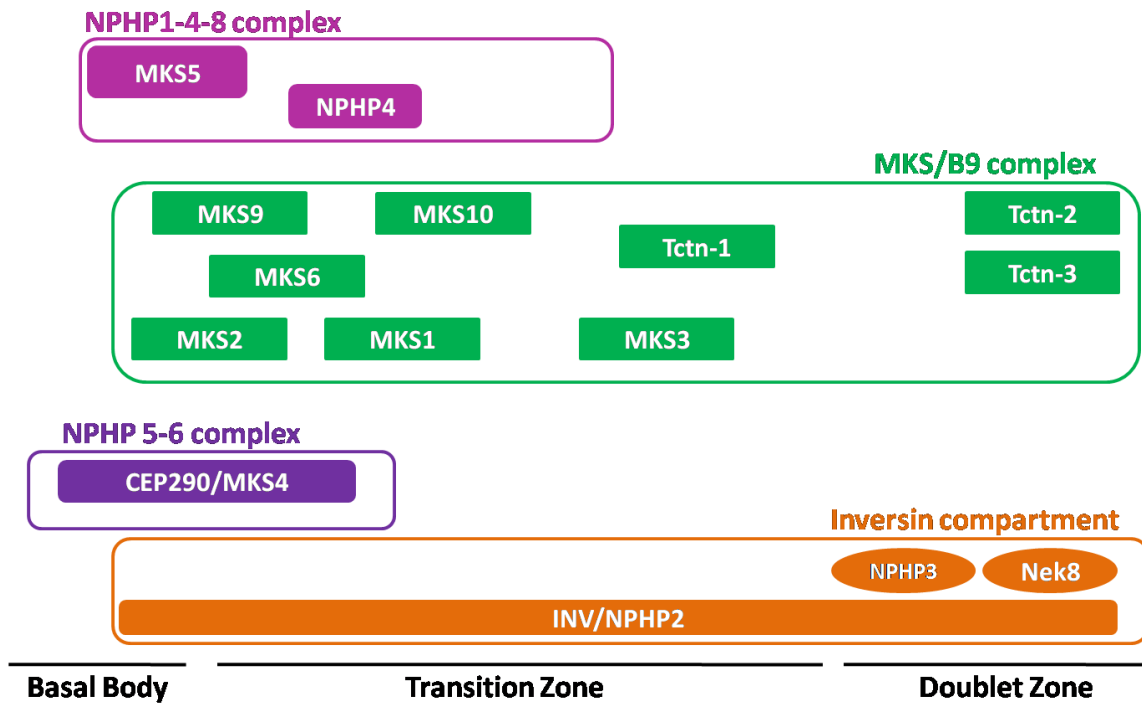 NPHP1-4-8 complex
MKS5
NPHP4
MKS/B9 complex
MKS9 MKS10 Tctn-2
Tctn-1
MKS6 Tctn-3
MKS2 MKS1 MKS3
NPHP 5-6 complex
CEP290/MKS4
Inversin compartment
NPHP3 Nek8
INV/NPHP2
Basal Body Transition Zone Doublet Zone